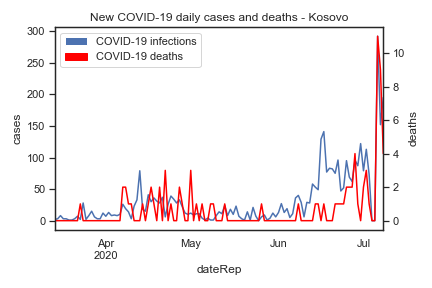 New COVID-19 daily cases and deaths - Kosovo
COVID-19 infections
COVID-19 deaths
300
250
200
150
100
50
0
cases
10
8
6
4
2
0
deaths
Apr
2020
May
Jun
Jul
dateRep